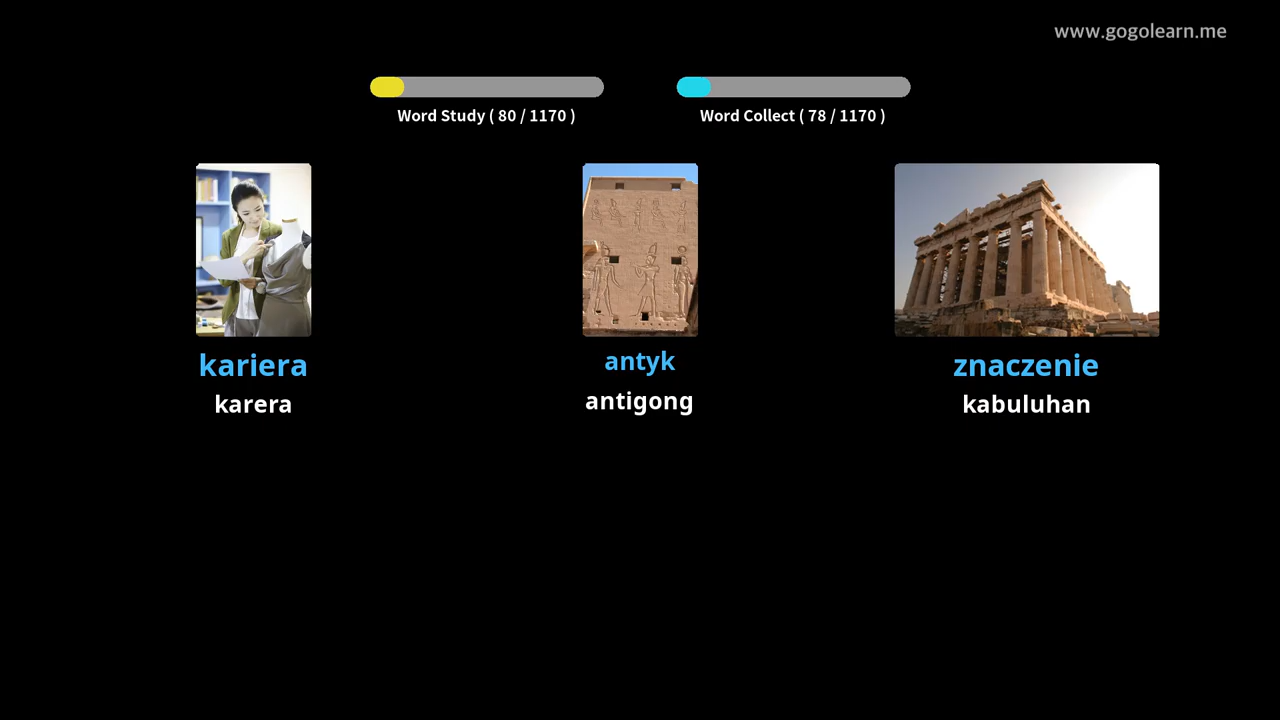 www.gogolearn.me
Word Study ( 80 / 1170 )
Word Collect ( 78 / 1170 )
kariera
karera
antyk
antigong
znaczenie
kabuluhan